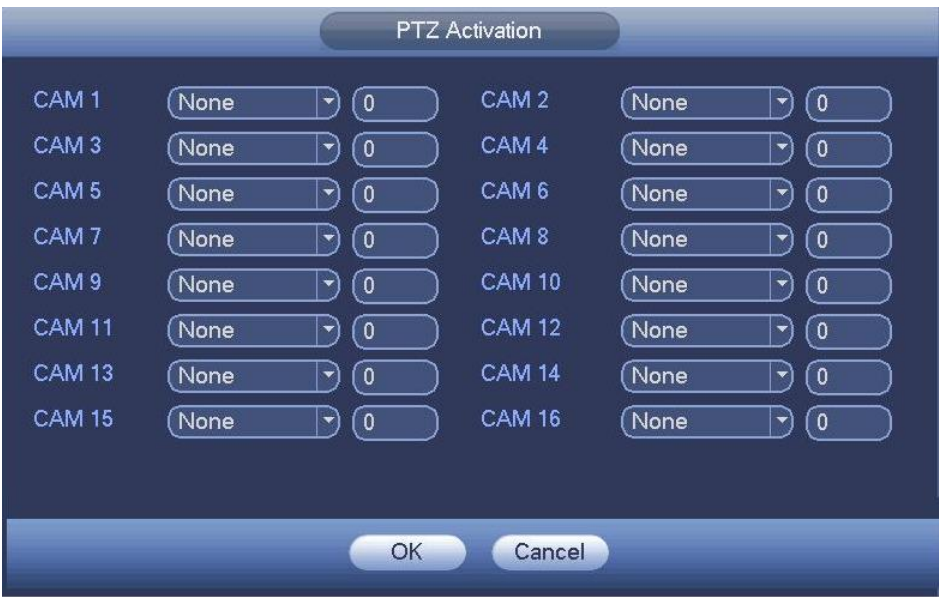 PTZ Activation
CAM 1 None 0 CAM 2 None 0
CAM 3 None 0 CAM 4 None 0
CAM 5 None 0 CAM 6 None 0
CAM 7 None 0 CAM 8 None 0
CAM 9 None 0 CAM 10 None 0
CAM 11 None 0 CAM 12 None 0
CAM 13 None 0 CAM 14 None 0
CAM 15 None 0 CAM 16 None 0
OK Cancel